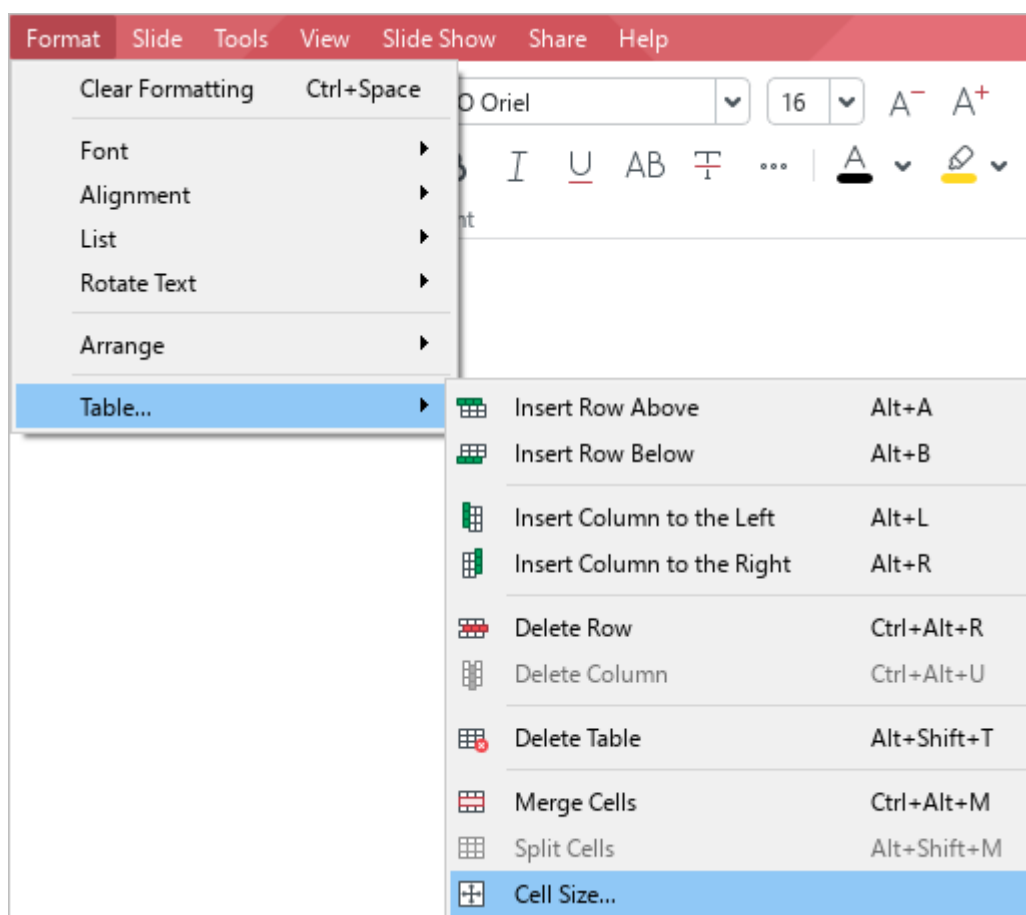 Format Slide Tools View Slide Show Share Help
Clear Formatting Ctrl+Space
O Oriel 16 A− A+
Font
I U AB T ... A
Alignment
nt
List
Rotate Text
Arrange
Table...
Insert Row Above Alt+A
Insert Row Below Alt+B
Insert Column to the Left Alt+L
Insert Column to the Right Alt+R
Delete Row Ctrl+Alt+R
Delete Column Ctrl+Alt+U
Delete Table Alt+Shift+T
Merge Cells Ctrl+Alt+M
Split Cells Alt+Shift+M
Cell Size...